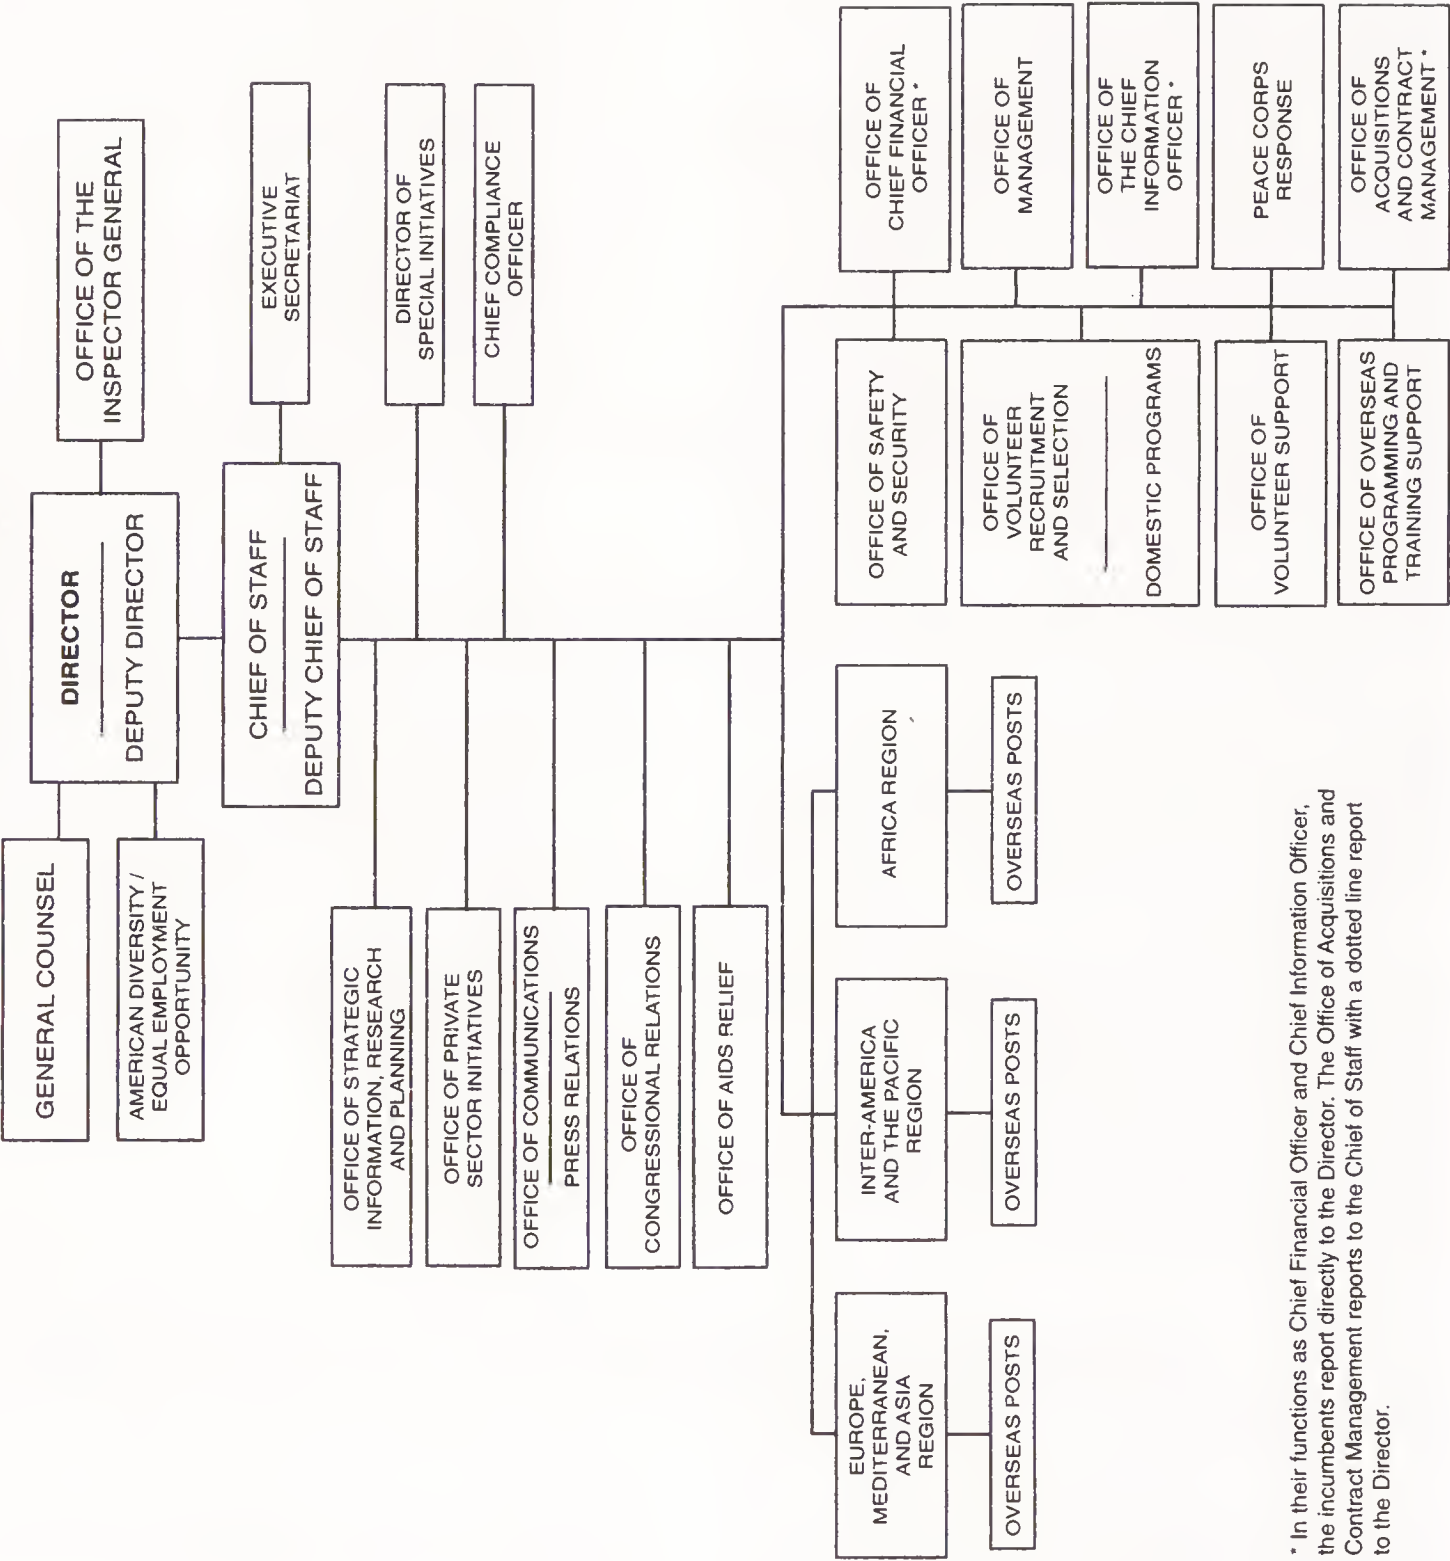 DIRECTOR
DEPUTY DIRECTOR
GENERAL COUNSEL
AMERICAN DIVERSITY /
EQUAL EMPLOYMENT
OPPORTUNITY
OFFICE OF THE
INSPECTOR GENERAL
CHIEF OF STAFF
DEPUTY CHIEF OF STAFF
EXECUTIVE
SECRETARIAT
OFFICE OF STRATEGIC
INFORMATION, RESEARCH
AND PLANNING
OFFICE OF PRIVATE
SECTOR INITIATIVES
OFFICE OF COMMUNICATIONS
PRESS RELATIONS
OFFICE OF
CONGRESSIONAL RELATIONS
OFFICE OF AIDS RELIEF
DIRECTOR OF
SPECIAL INITIATIVES
CHIEF COMPLIANCE
OFFICER
EUROPE,
MEDITERRANEAN,
AND ASIA
REGION
OVERSEAS POSTS
INTER-AMERICA
AND THE PACIFIC
REGION
OVERSEAS POSTS
AFRICA REGION
OVERSEAS POSTS
OFFICE OF SAFETY
AND SECURITY
OFFICE OF
VOLUNTEER
RECRUITMENT
AND SELECTION
DOMESTIC PROGRAMS
OFFICE OF
VOLUNTEER SUPPORT
OFFICE OF OVERSEAS
PROGRAMMING AND
TRAINING SUPPORT
OFFICE OF
CHIEF FINANCIAL
OFFICER *
OFFICE OF
MANAGEMENT
OFFICE OF
THE CHIEF
INFORMATION
OFFICER *
PEACE CORPS
RESPONSE
OFFICE OF
ACQUISITIONS
AND CONTRACT
MANAGEMENT *
* In their functions as Chief Financial Officer and Chief Information Officer,
the incumbents report directly to the Director. The Office of Acquisitions and
Contract Management reports to the Chief of Staff with a dotted line report
to the Director.